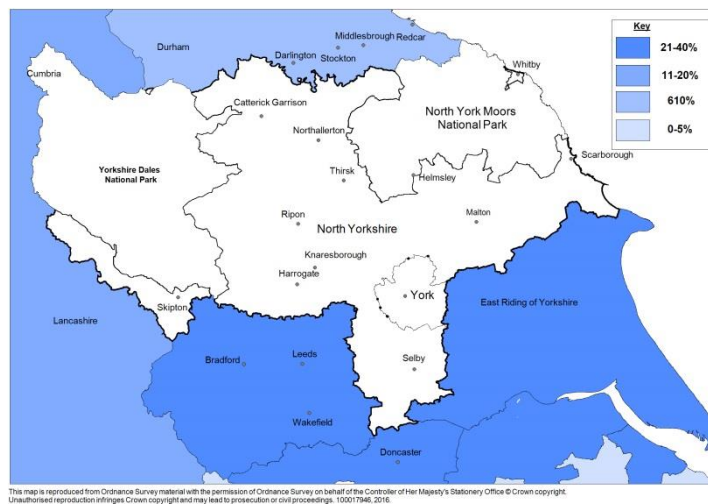 Key
21-40%
11-20%
610%
0-5%
Middlesbrough
Redcar
Durham
Darlington
Stockton
Whitby
Cumbria
Catterick Garrison
North York Moors
National Park
Northallerton
Scarborough
Yorkshire Dales
National Park
Thirsk
Helmsley
Ripon
North Yorkshire
Malton
Knaresborough
Harrogate
York
East Riding of Yorkshire
Skipton
Lancashire
Bradford
Leeds
Selby
Wakefield
Doncaster
This map is reproduced from Ordnance Survey material with the permission of Ordnance Survey on behalf of the Controller of Her Majesty's Stationery Office © Crown copyright.
Unauthorised reproduction infringes Crown copyright and may lead to prosecution or civil proceedings. 100017946, 2016.